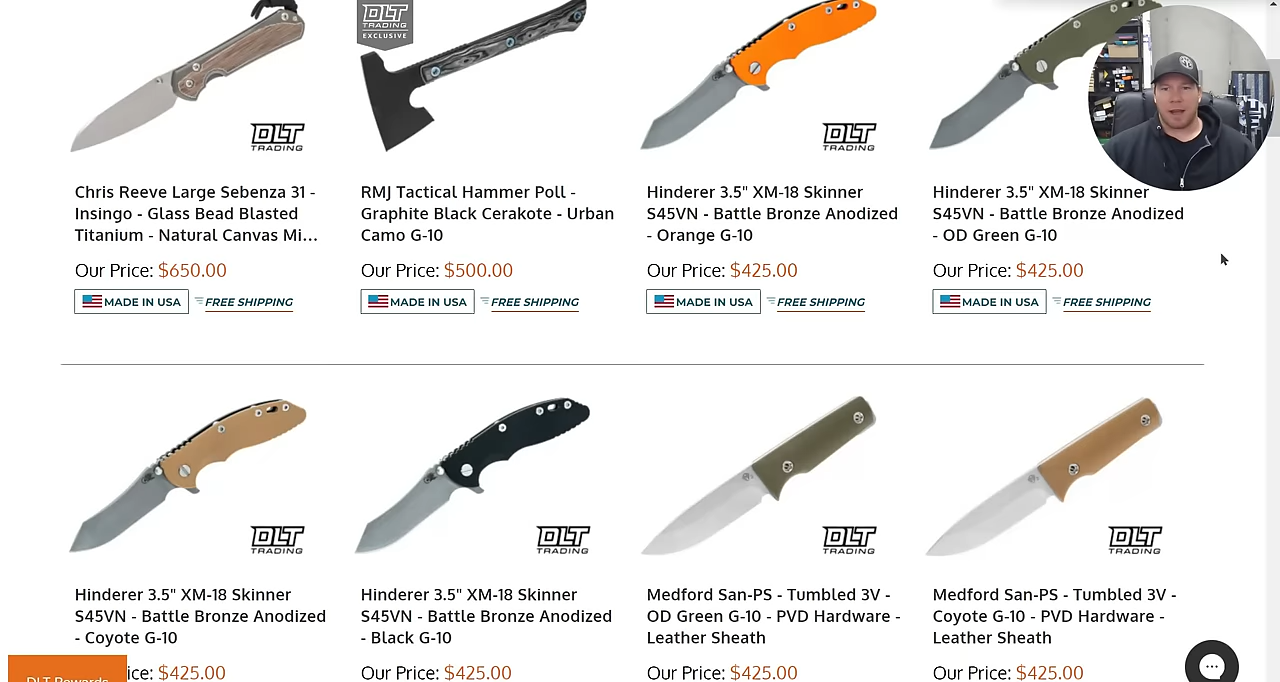 DLT
TRADING
EXCLUSIVE
DLT
TRADING
DLT
TRADING
Chris Reeve Large Sebenza 31 -
Insingo - Glass Bead Blasted
Titanium - Natural Canvas Mi...
Our Price: $650.00
MADE IN USA FREE SHIPPING
RMJ Tactical Hammer Poll -
Graphite Black Cerakote - Urban
Camo G-10
Our Price: $500.00
MADE IN USA FREE SHIPPING
Hinderer 3.5" XM-18 Skinner
S45VN - Battle Bronze Anodized
- Orange G-10
Our Price: $425.00
MADE IN USA FREE SHIPPING
Hinderer 3.5" XM-18 Skinner
S45VN - Battle Bronze Anodized
- OD Green G-10
Our Price: $425.00
MADE IN USA FREE SHIPPING
DLT
TRADING
DLT
TRADING
DLT
TRADING
DLT
TRADING
Hinderer 3.5" XM-18 Skinner
S45VN - Battle Bronze Anodized
- Coyote G-10
ice: $425.00
Hinderer 3.5" XM-18 Skinner
S45VN - Battle Bronze Anodized
- Black G-10
Our Price: $425.00
Medford San-PS - Tumbled 3V -
OD Green G-10 - PVD Hardware -
Leather Sheath
Our Price: $425.00
Medford San-PS - Tumbled 3V -
Coyote G-10 - PVD Hardware -
Leather Sheath
Our Price: $425.00
DLT Rewards